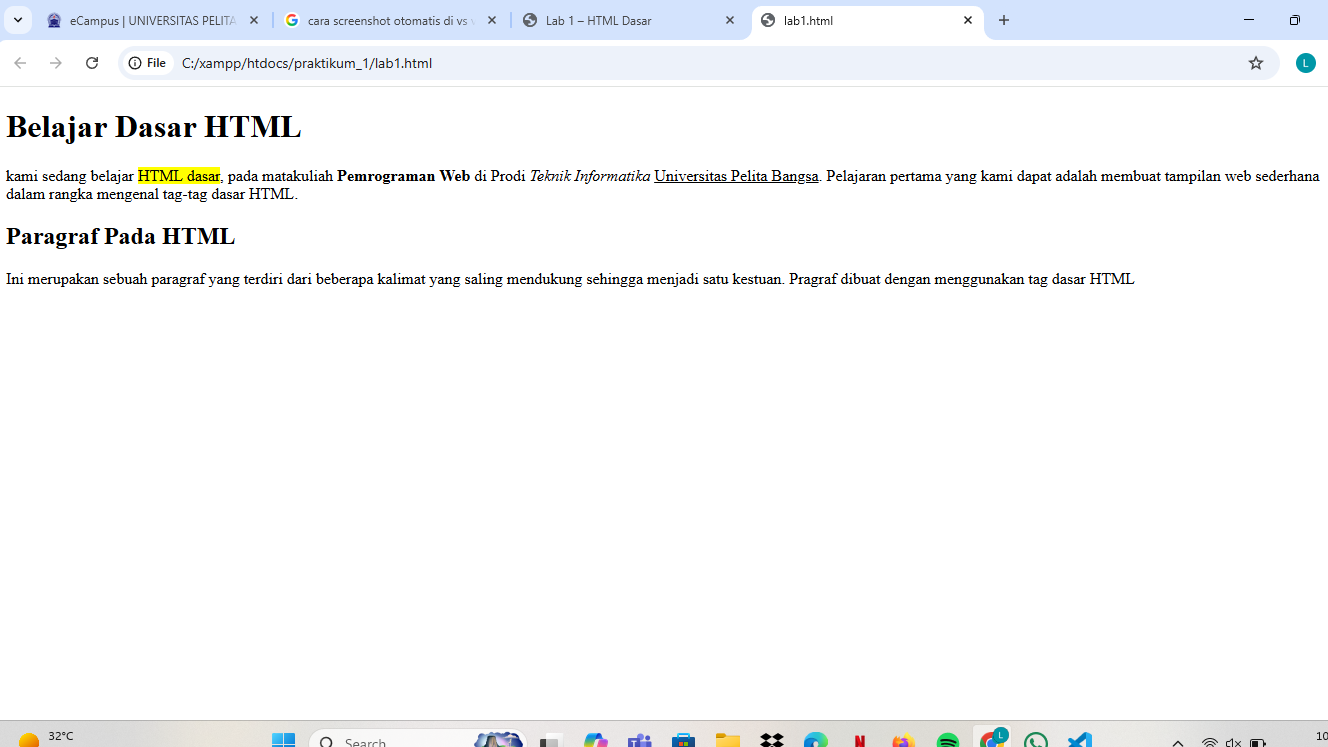 eCampus | UNIVERSITAS PELITA
cara screenshot otomatis di vs
Lab 1 – HTML Dasar
lab1.html
File
C:/xampp/htdocs/praktikum_1/lab1.html
L
Belajar Dasar HTML
kami sedang belajar HTML dasar, pada matakuliah Pemrograman Web di Prodi Teknik Informatika Universitas Pelita Bangsa. Pelajaran pertama yang kami dapat adalah membuat tampilan web sederhana
dalam rangka mengenal tag-tag dasar HTML.
Paragraf Pada HTML
Ini merupakan sebuah paragraf yang terdiri dari beberapa kalimat yang saling mendukung sehingga menjadi satu kestuan. Pragraf dibuat dengan menggunakan tag dasar HTML
32°C
Search
L
10